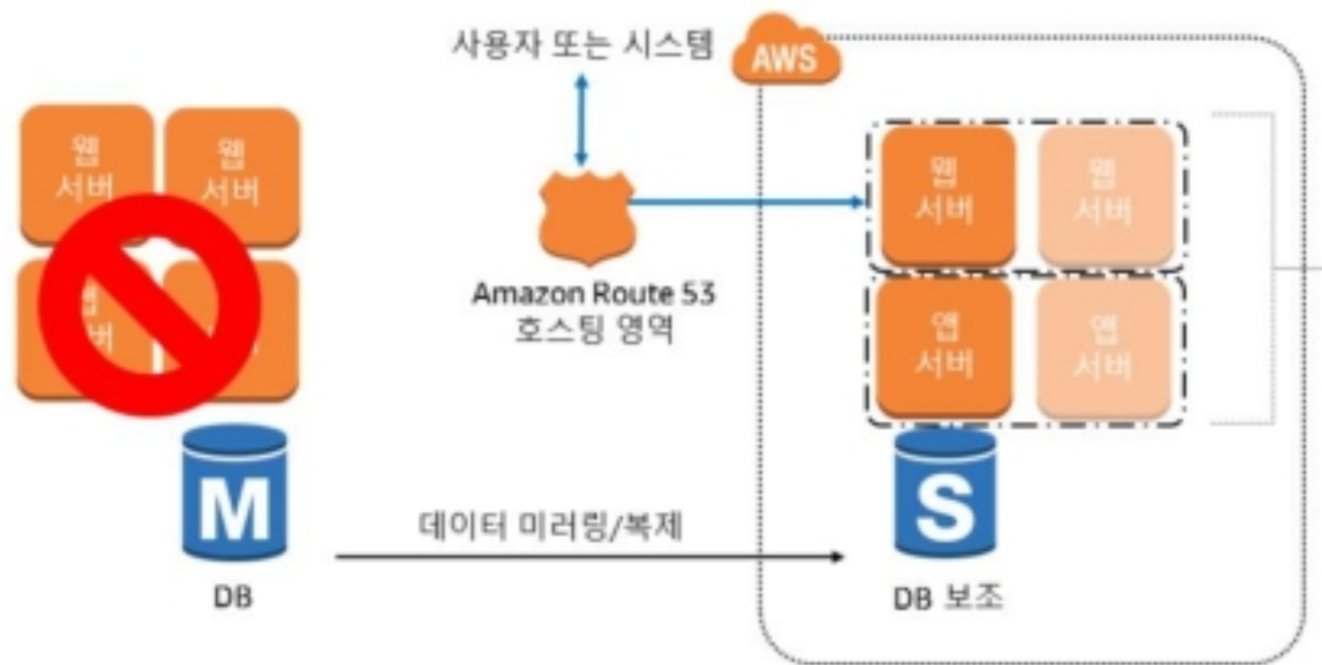 사용자 또는 시스템
AWS
웹
서버
웹
서버
서버
Amazon Route 53
호스팅 영역
웹
서버
웹
서버
앱
서버
앱
서버
M
DB
데이터 미러링/복제
S
DB 보조